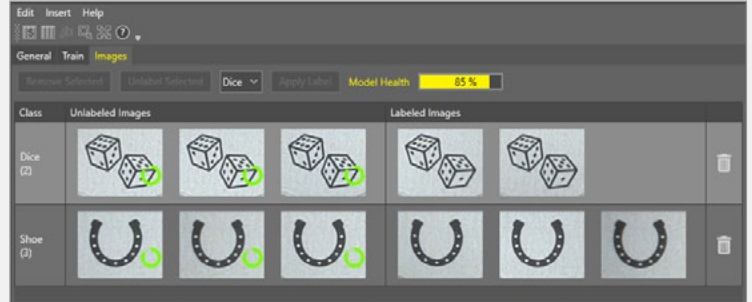 Edit Insert Help
General Train Images
Remove Selected Unlabel Selected Dice Apply Label Model Health 85 %
Class Unlabeled Images Labeled Images
Dice
(2)
Shoe
(3)